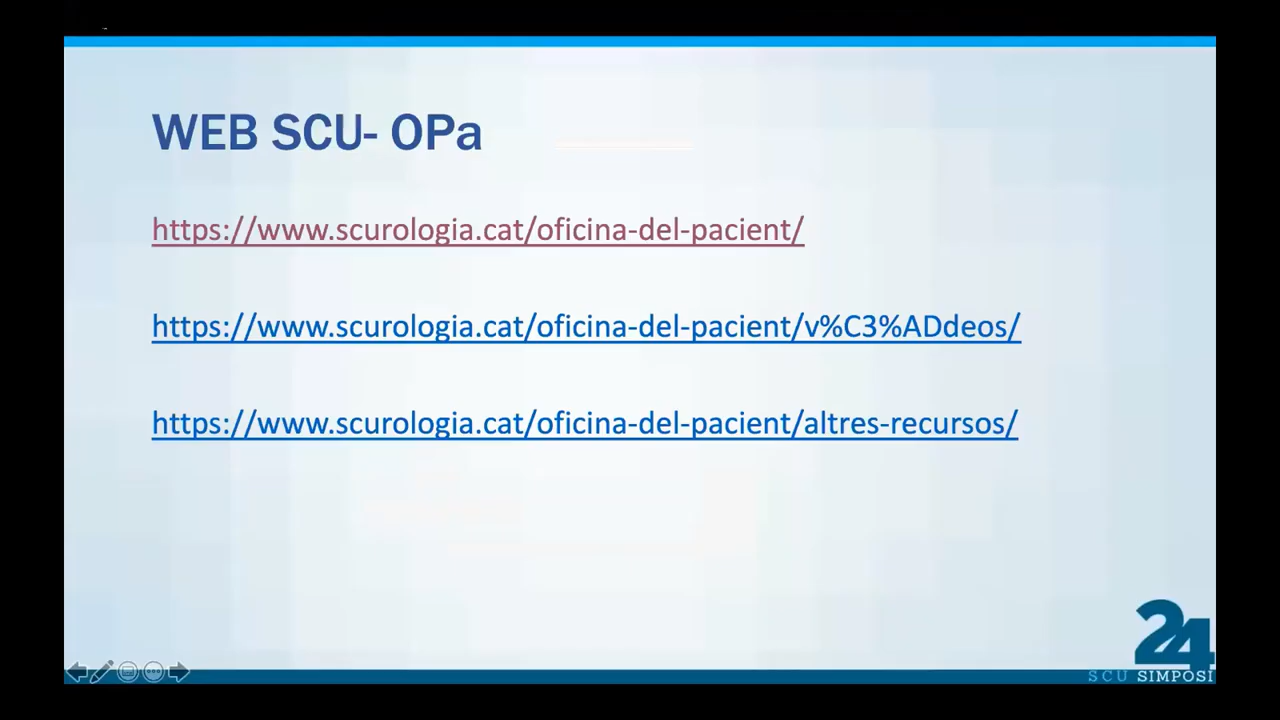 WEB SCU- OPa
https://www.scurologia.cat/oficina-del-pacient/
https://www.scurologia.cat/oficina-del-pacient/v%C3%ADdeos/
https://www.scurologia.cat/oficina-del-pacient/altres-recursos/
24
SCU SIMPOSI